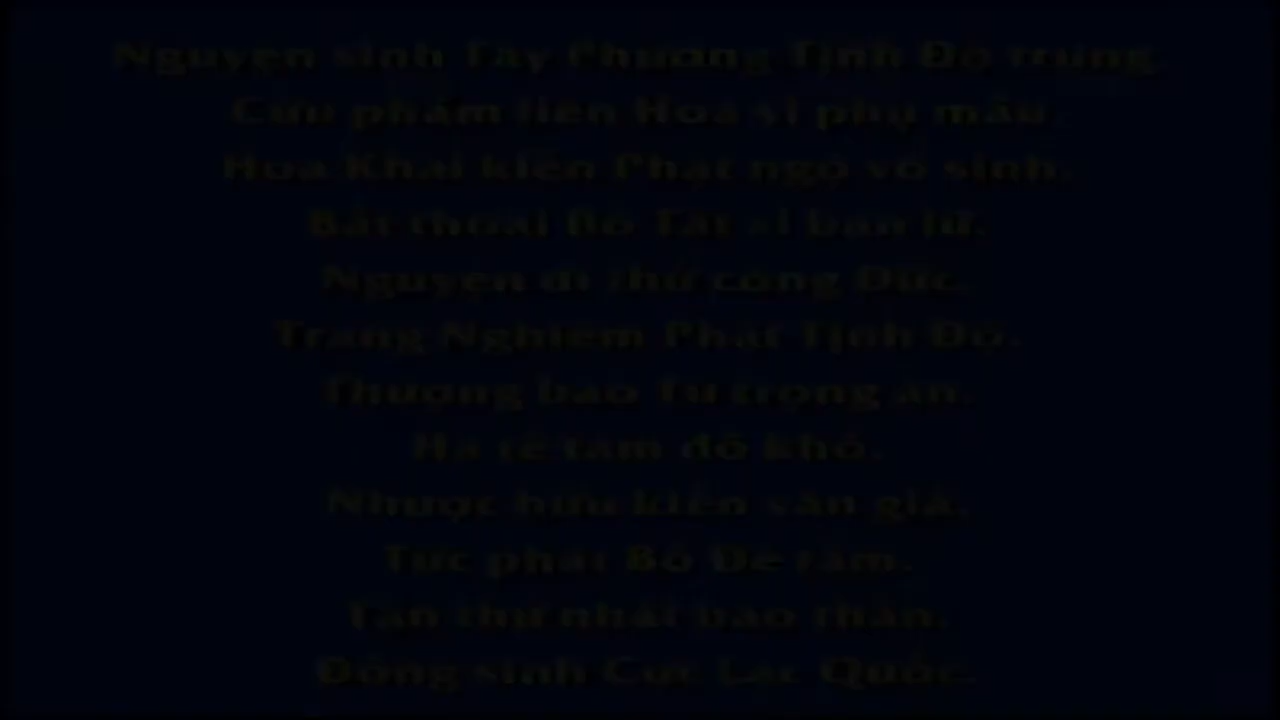 Nguyện sinh Tây Phương Tịnh Độ trung.
Cửu phẩm liên Hoa vi phụ mẫu
Hoa Khai kiến Phật ngộ vô sinh.
Bất thoái Bồ Tát vi bạn lữ.
Nguyện dĩ thử công Đức.
Trang Nghiêm Phật Tịnh Độ.
Thượng báo Tứ trọng ân.
Hạ tế tam đồ khổ.
Nhược hữu kiến văn giả.
Tức phát Bồ Đề tâm.
Tận thử nhất báo thân.
Đồng sinh Cực Lạc Quốc.